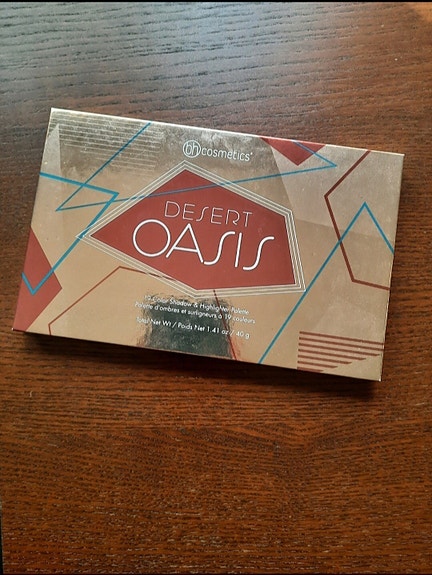 bhcosmetics®
DESERT
OASIS
19 Color Shadow & Highlighter Palette
Palette d'ombres et surligneurs à 19 couleurs
Total Net Wt / Poids Net 1.41 oz / 40 g